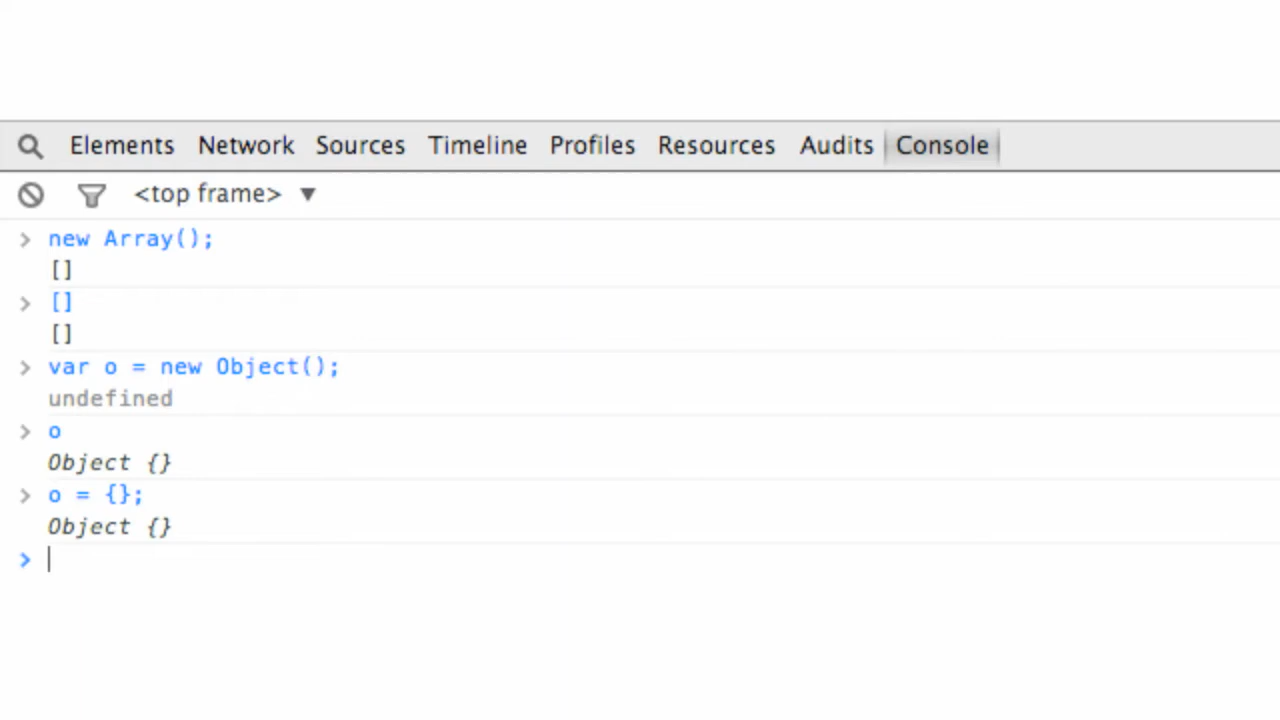 Elements Network Sources Timeline Profiles Resources Audits Console
<top frame> ▼
> new Array();
[]
> []
[]
> var o = new Object();
undefined
> o
Object {}
> o = {};
Object {}
>